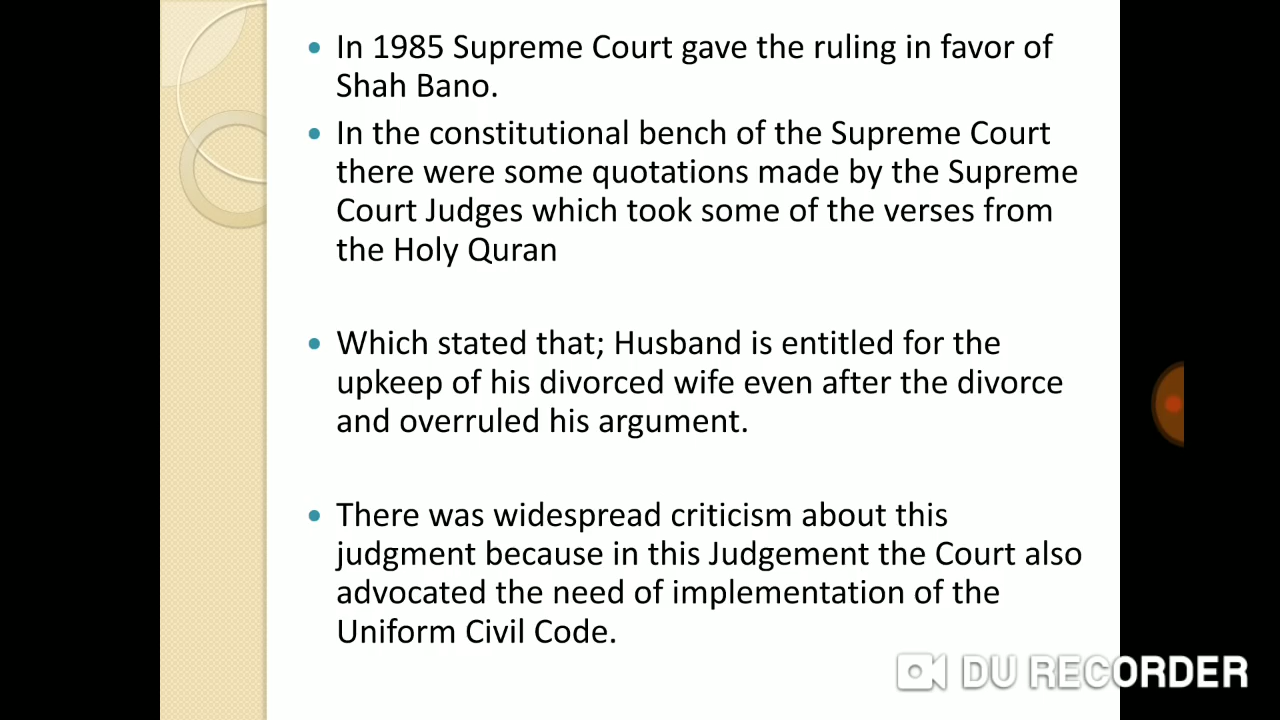 • In 1985 Supreme Court gave the ruling in favor of
Shah Bano.
• In the constitutional bench of the Supreme Court
there were some quotations made by the Supreme
Court Judges which took some of the verses from
the Holy Quran
• Which stated that; Husband is entitled for the
upkeep of his divorced wife even after the divorce
and overruled his argument.
• There was widespread criticism about this
judgment because in this Judgement the Court also
advocated the need of implementation of the
Uniform Civil Code.
DU RECORDER